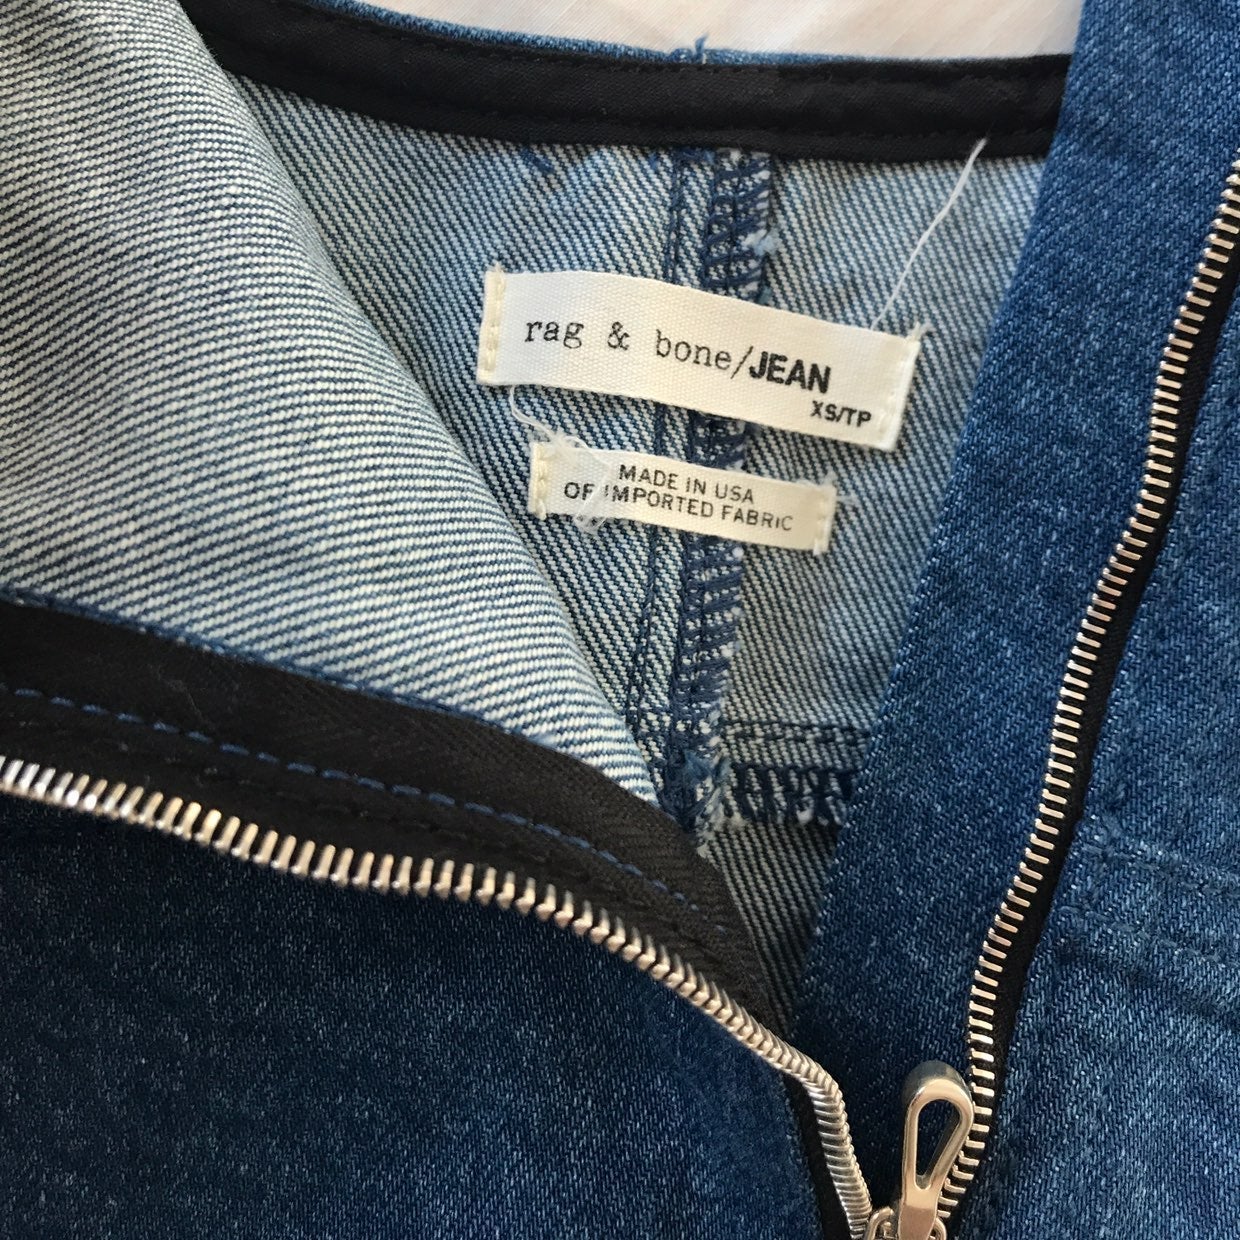 rag & bone/JEAN
XS/TP
MADE IN USA
OF IMPORTED FABRIC